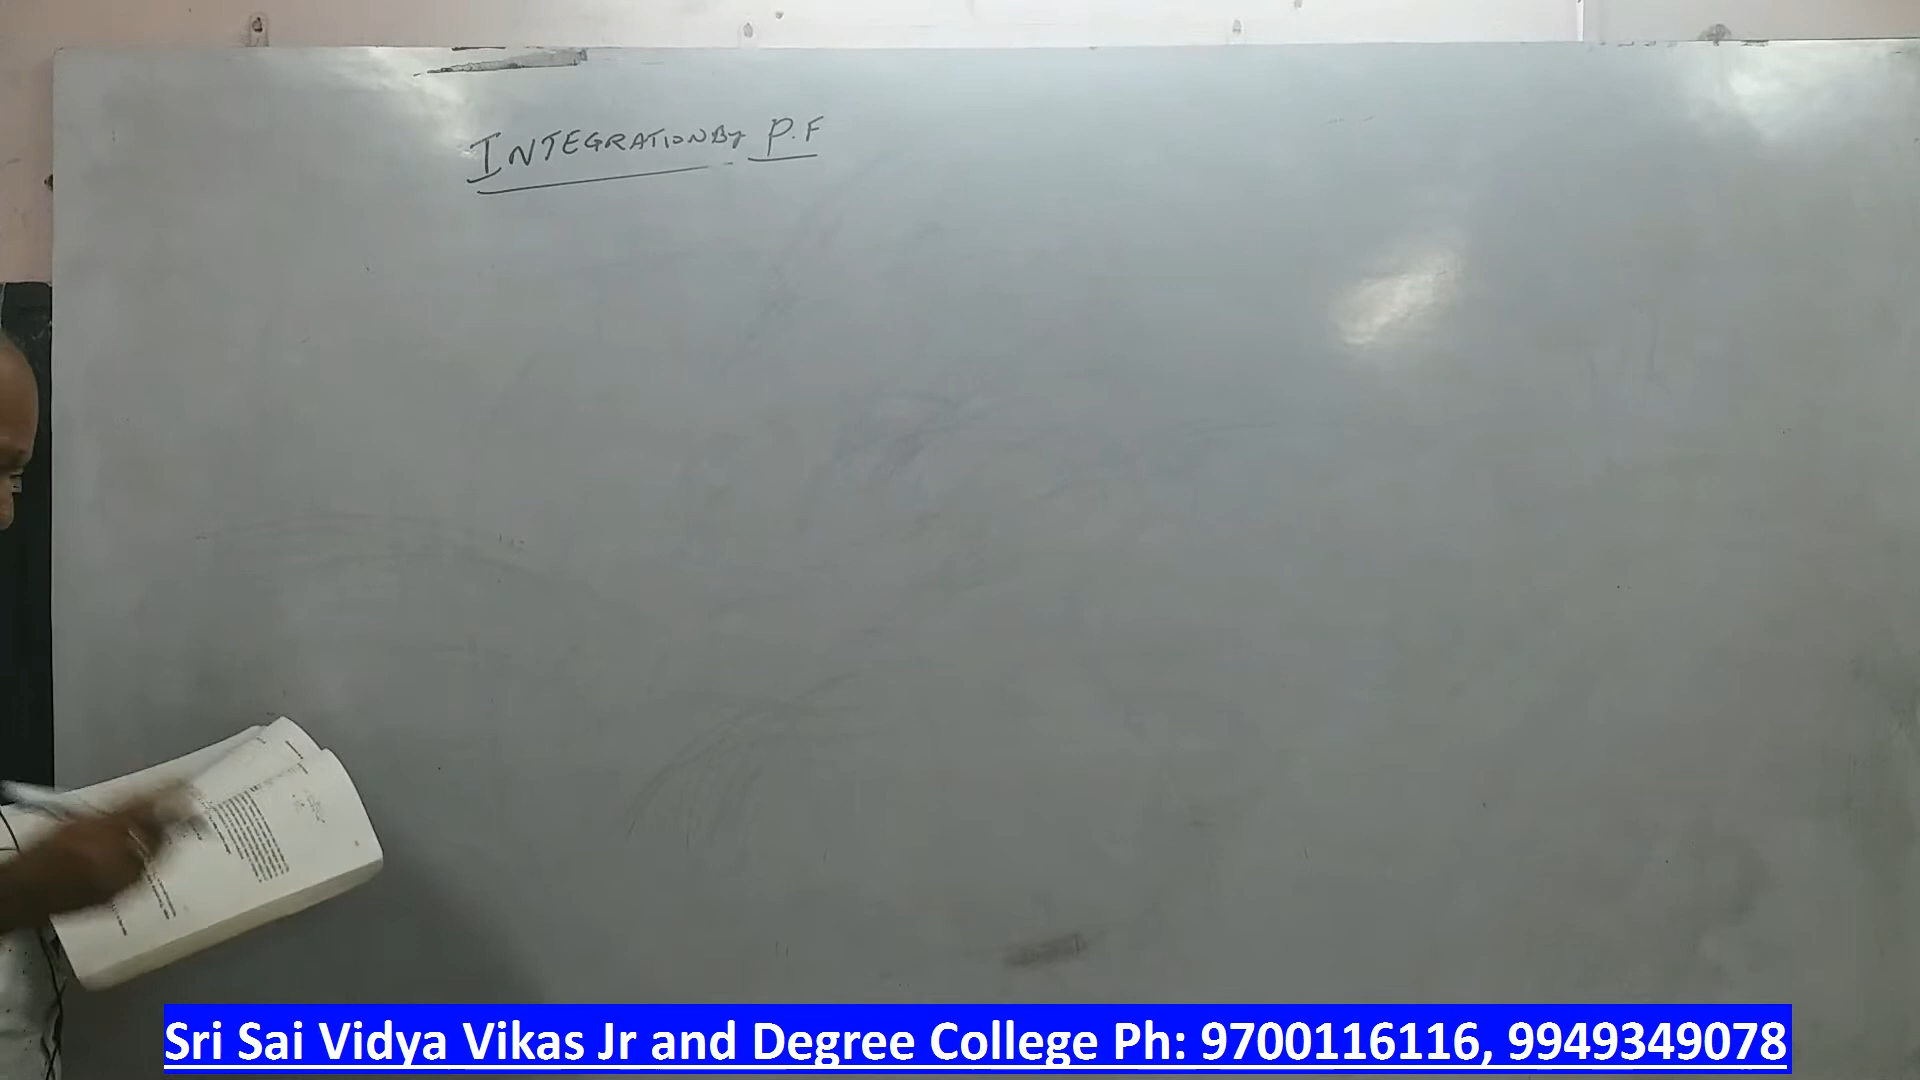 INTEGRATION By P.F
Sri Sai Vidya Vikas Jr and Degree College Ph: 9700116116, 9949349078